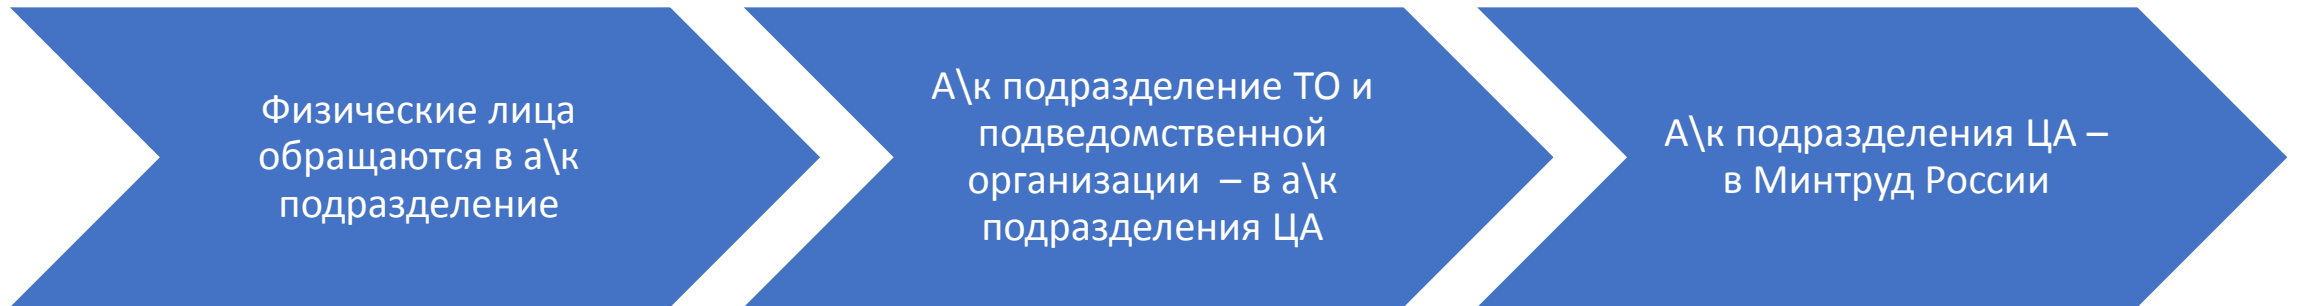 Физические лица
обращаются в а\к
подразделение
А\к подразделение ТО и
подведомственной
организации – в а\к
подразделения ЦА
А\к подразделения ЦА –
в Минтруд России